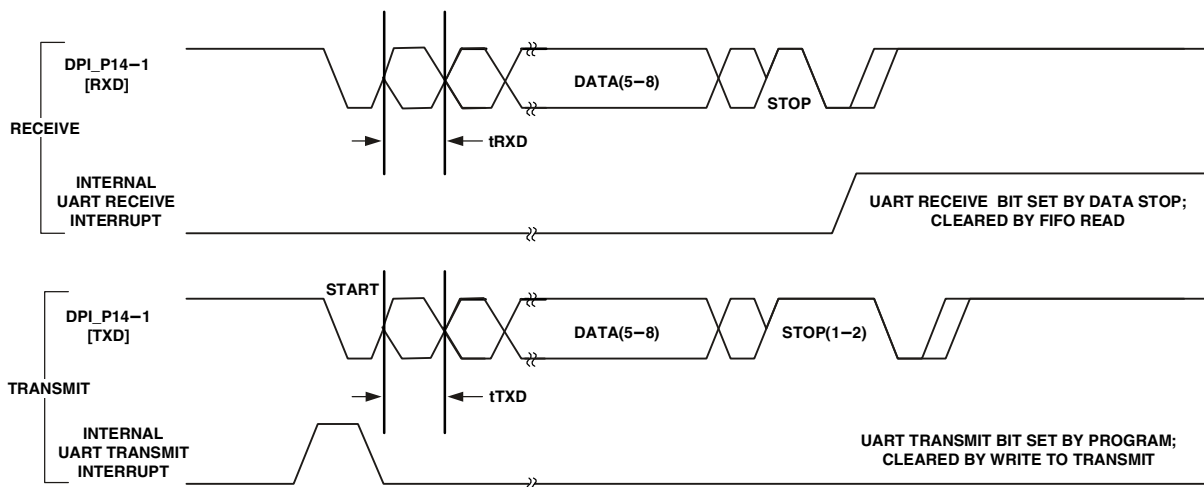 DPI_P14–1
[RXD]
DATA(5–8)
STOP
RECEIVE
tRXD
INTERNAL
UART RECEIVE
INTERRUPT
UART RECEIVE BIT SET BY DATA STOP;
CLEARED BY FIFO READ
START
DPI_P14–1
[TXD]
DATA(5–8)
STOP(1–2)
TRANSMIT
tTXD
INTERNAL
UART TRANSMIT
INTERRUPT
UART TRANSMIT BIT SET BY PROGRAM;
CLEARED BY WRITE TO TRANSMIT